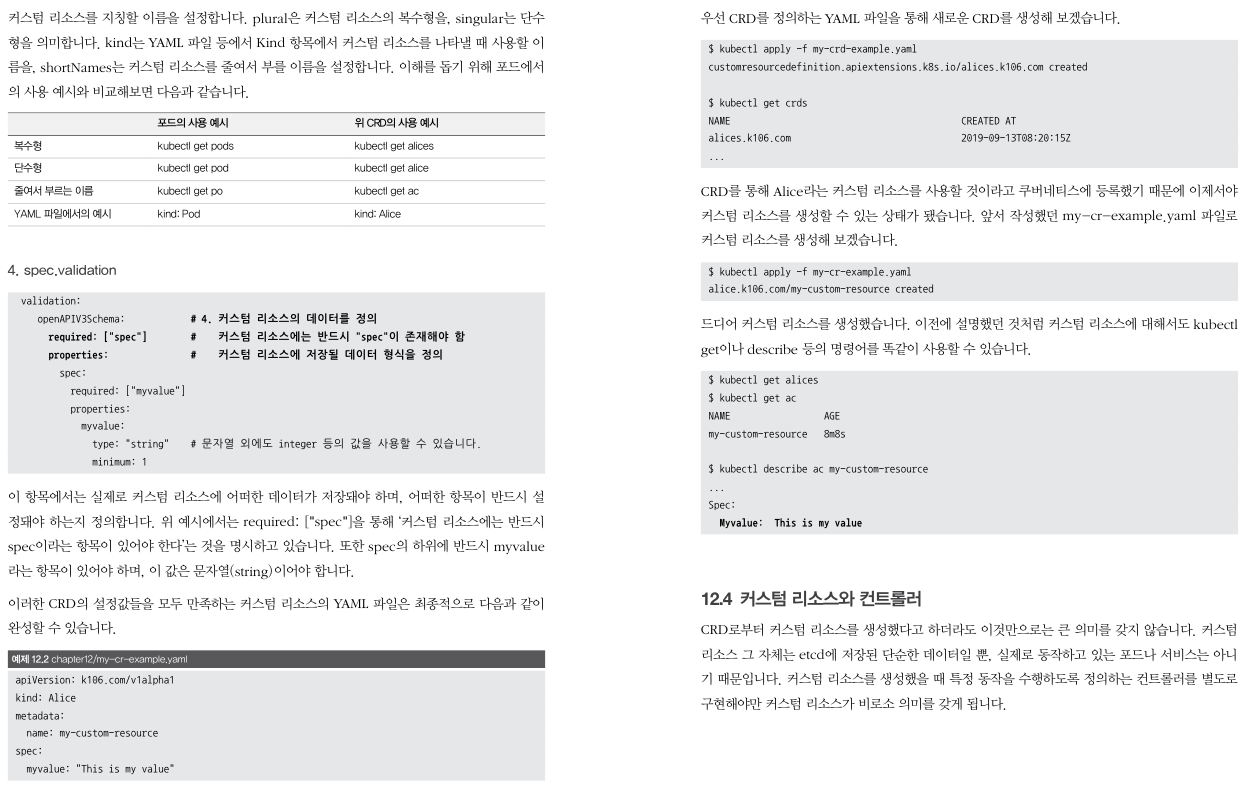 커스텀 리소스를 지칭할 이름을 설정합니다. plural은 커스텀 리소스의 복수형을, singular는 단수
형을 의미합니다. kind는 YAML 파일 등에서 Kind 항목에서 커스텀 리소스를 나타낼 때 사용할 이
름을, shortNames는 커스텀 리소스를 줄여서 부를 이름을 설정합니다. 이해를 돕기 위해 포드에서
의 사용 예시와 비교해보면 다음과 같습니다.
포드의 사용 예시 위 CRD의 사용 예시
복수형 kubectl get pods kubectl get alices
단수형 kubectl get pod kubectl get alice
줄여서 부르는 이름 kubectl get po kubectl get ac
YAML 파일에서의 예시 kind: Pod kind: Alice
4. spec.validation
validation:
openAPIV3Schema: # 4. 커스텀 리소스의 데이터를 정의
required: ["spec"] # 커스텀 리소스에는 반드시 "spec"이 존재해야 함
properties: # 커스텀 리소스에 저장될 데이터 형식을 정의
spec:
required: ["myvalue"]
properties:
myvalue:
type: "string" # 문자열 외에도 integer 등의 값을 사용할 수 있습니다.
minimum: 1
이 항목에서는 실제로 커스텀 리소스에 어떠한 데이터가 저장돼야 하며, 어떠한 항목이 반드시 설
정돼야 하는지 정의합니다. 위 예시에서는 required: ["spec"]을 통해 '커스텀 리소스에는 반드시
spec이라는 항목이 있어야 한다'는 것을 명시하고 있습니다. 또한 spec의 하위에 반드시 myvalue
라는 항목이 있어야 하며, 이 값은 문자열(string)이어야 합니다.
이러한 CRD의 설정값들을 모두 만족하는 커스텀 리소스의 YAML 파일은 최종적으로 다음과 같이
완성할 수 있습니다.
예제 12.2 chapter12/my-cr-example.yaml
apiVersion: k106.com/v1alpha1
kind: Alice
metadata:
name: my-custom-resource
spec:
myvalue: "This is my value"
우선 CRD를 정의하는 YAML 파일을 통해 새로운 CRD를 생성해 보겠습니다.
$ kubectl apply -f my-crd-example.yaml
customresourcedefinition.apiextensions.k8s.io/alices.k106.com created
$ kubectl get crds
NAME CREATED AT
alices.k106.com 2019-09-13T08:20:15Z
...
CRD를 통해 Alice라는 커스텀 리소스를 사용할 것이라고 쿠버네티스에 등록했기 때문에 이제서야
커스텀 리소스를 생성할 수 있는 상태가 됐습니다. 앞서 작성했던 my-cr-example.yaml 파일로
커스텀 리소스를 생성해 보겠습니다.
$ kubectl apply -f my-cr-example.yaml
alice.k106.com/my-custom-resource created
드디어 커스텀 리소스를 생성했습니다. 이전에 설명했던 것처럼 커스텀 리소스에 대해서도 kubectl
get이나 describe 등의 명령어를 똑같이 사용할 수 있습니다.
$ kubectl get alices
$ kubectl get ac
NAME AGE
my-custom-resource 8m8s
$ kubectl describe ac my-custom-resource
...
Spec:
Myvalue: This is my value
12.4 커스텀 리소스와 컨트롤러
CRD로부터 커스텀 리소스를 생성했다고 하더라도 이것만으로는 큰 의미를 갖지 않습니다. 커스텀
리소스 그 자체는 etcd에 저장된 단순한 데이터일 뿐, 실제로 동작하고 있는 포드나 서비스는 아니
기 때문입니다. 커스텀 리소스를 생성했을 때 특정 동작을 수행하도록 정의하는 컨트롤러를 별도로
구현해야만 커스텀 리소스가 비로소 의미를 갖게 됩니다.